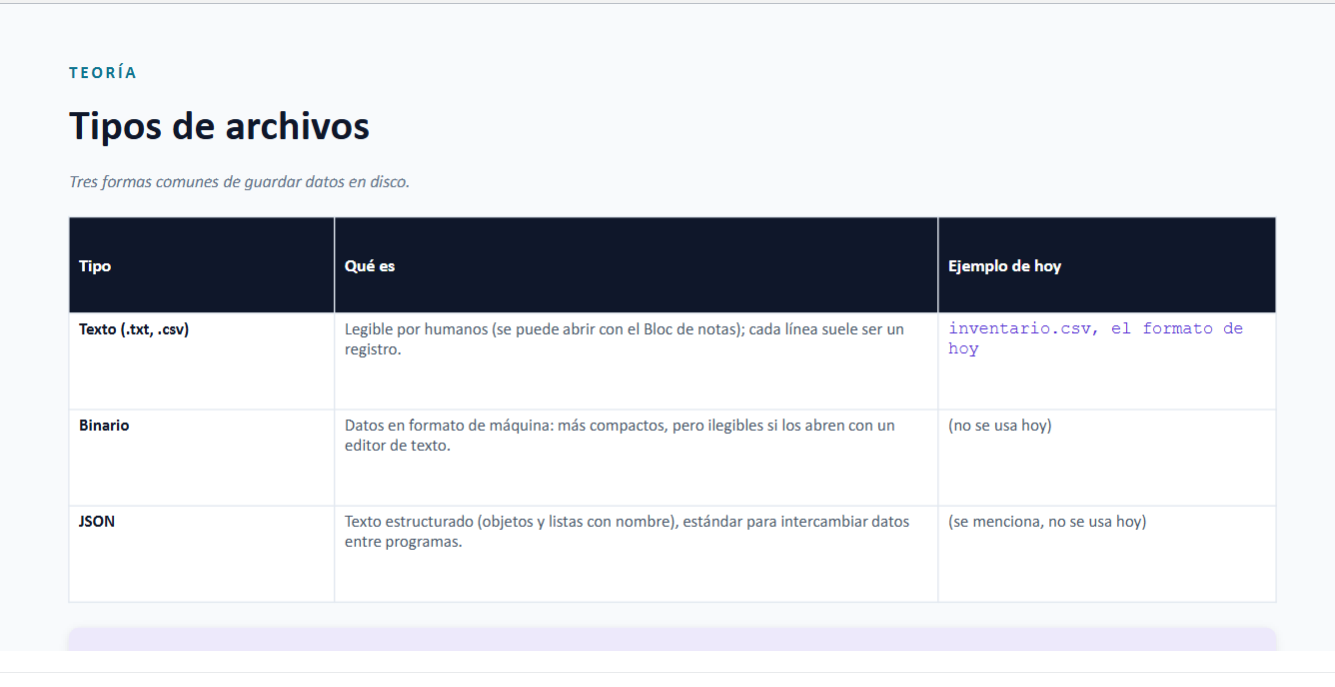 TEORÍA
Tipos de archivos
Tres formas comunes de guardar datos en disco.
Tipo
Qué es
Ejemplo de hoy
Texto (.txt, .csv)
Legible por humanos (se puede abrir con el Bloc de notas); cada línea suele ser un
registro.
inventario.csv, el formato de
hoy
Binario
Datos en formato de máquina: más compactos, pero ilegibles si los abren con un
editor de texto.
(no se usa hoy)
JSON
Texto estructurado (objetos y listas con nombre), estándar para intercambiar datos
entre programas.
(se menciona, no se usa hoy)